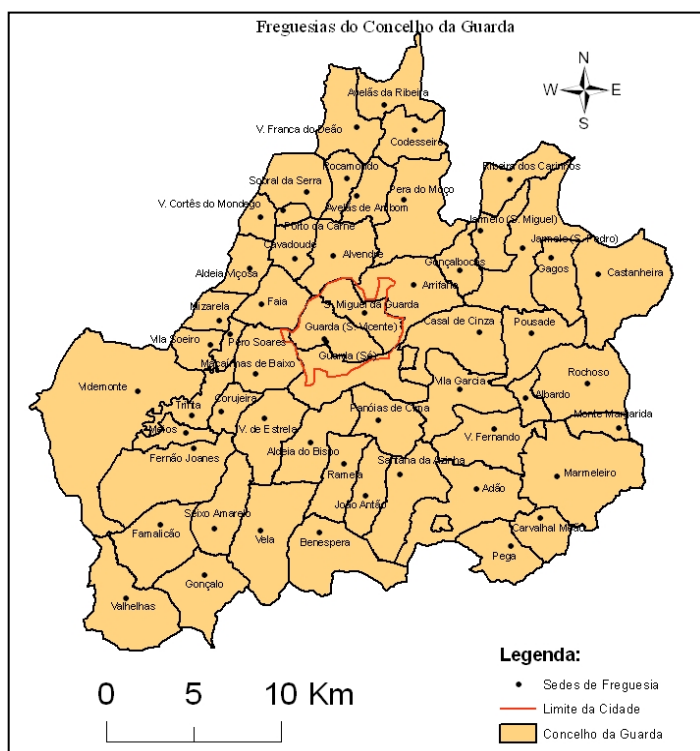 Freguesias do Concelho da Guarda
N
W E
S
Avelãs da Ribeira
V. Franca do Deão
Codesseiro
Rocamondo
Ribeira dos Carinhos
Sobral da Serra
Pera do Moço
V. Cortês do Mondego
Avelãs de Ambom
Porto da Carne
Jarmelo (S. Miguel)
Jarmelo (S. Pedro)
Cavadoude
Alvendre
Gonçalbocas
Gagos
Aldeia Viçosa
Castanheira
Arrifana
Faia
S. Miguel da Guarda
Mizarela
Guarda (S. Vicente)
Casal de Cinza
Pousade
Vila Soeiro
Pêro Soares
Guarda (Sé)
Maçainhas de Baixo
Videmonte
Vila Garcia
Rochoso
Albardo
Trinta
Corujeira
Panóias de Cima
Monte Margarida
Meios
V. de Estrela
V. Fernando
Aldeia do Bispo
Fernão Joanes
Santana da Azinha
Ramela
Marmeleiro
Adão
João Antão
Seixo Amarelo
Famalicão
Vela
Benespera
Carvalhal Meão
Pega
Gonçalo
Valhelhas
Legenda:
Sedes de Freguesia
Limite da Cidade
Concelho da Guarda
0 5 10 Km